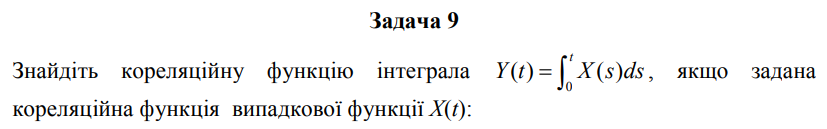 Задача 9
Знайдіть кореляційну функцію інтеграла Y(t) = ∫₀ᵗ X(s)ds, якщо задана
кореляційна функція випадкової функції X(t):